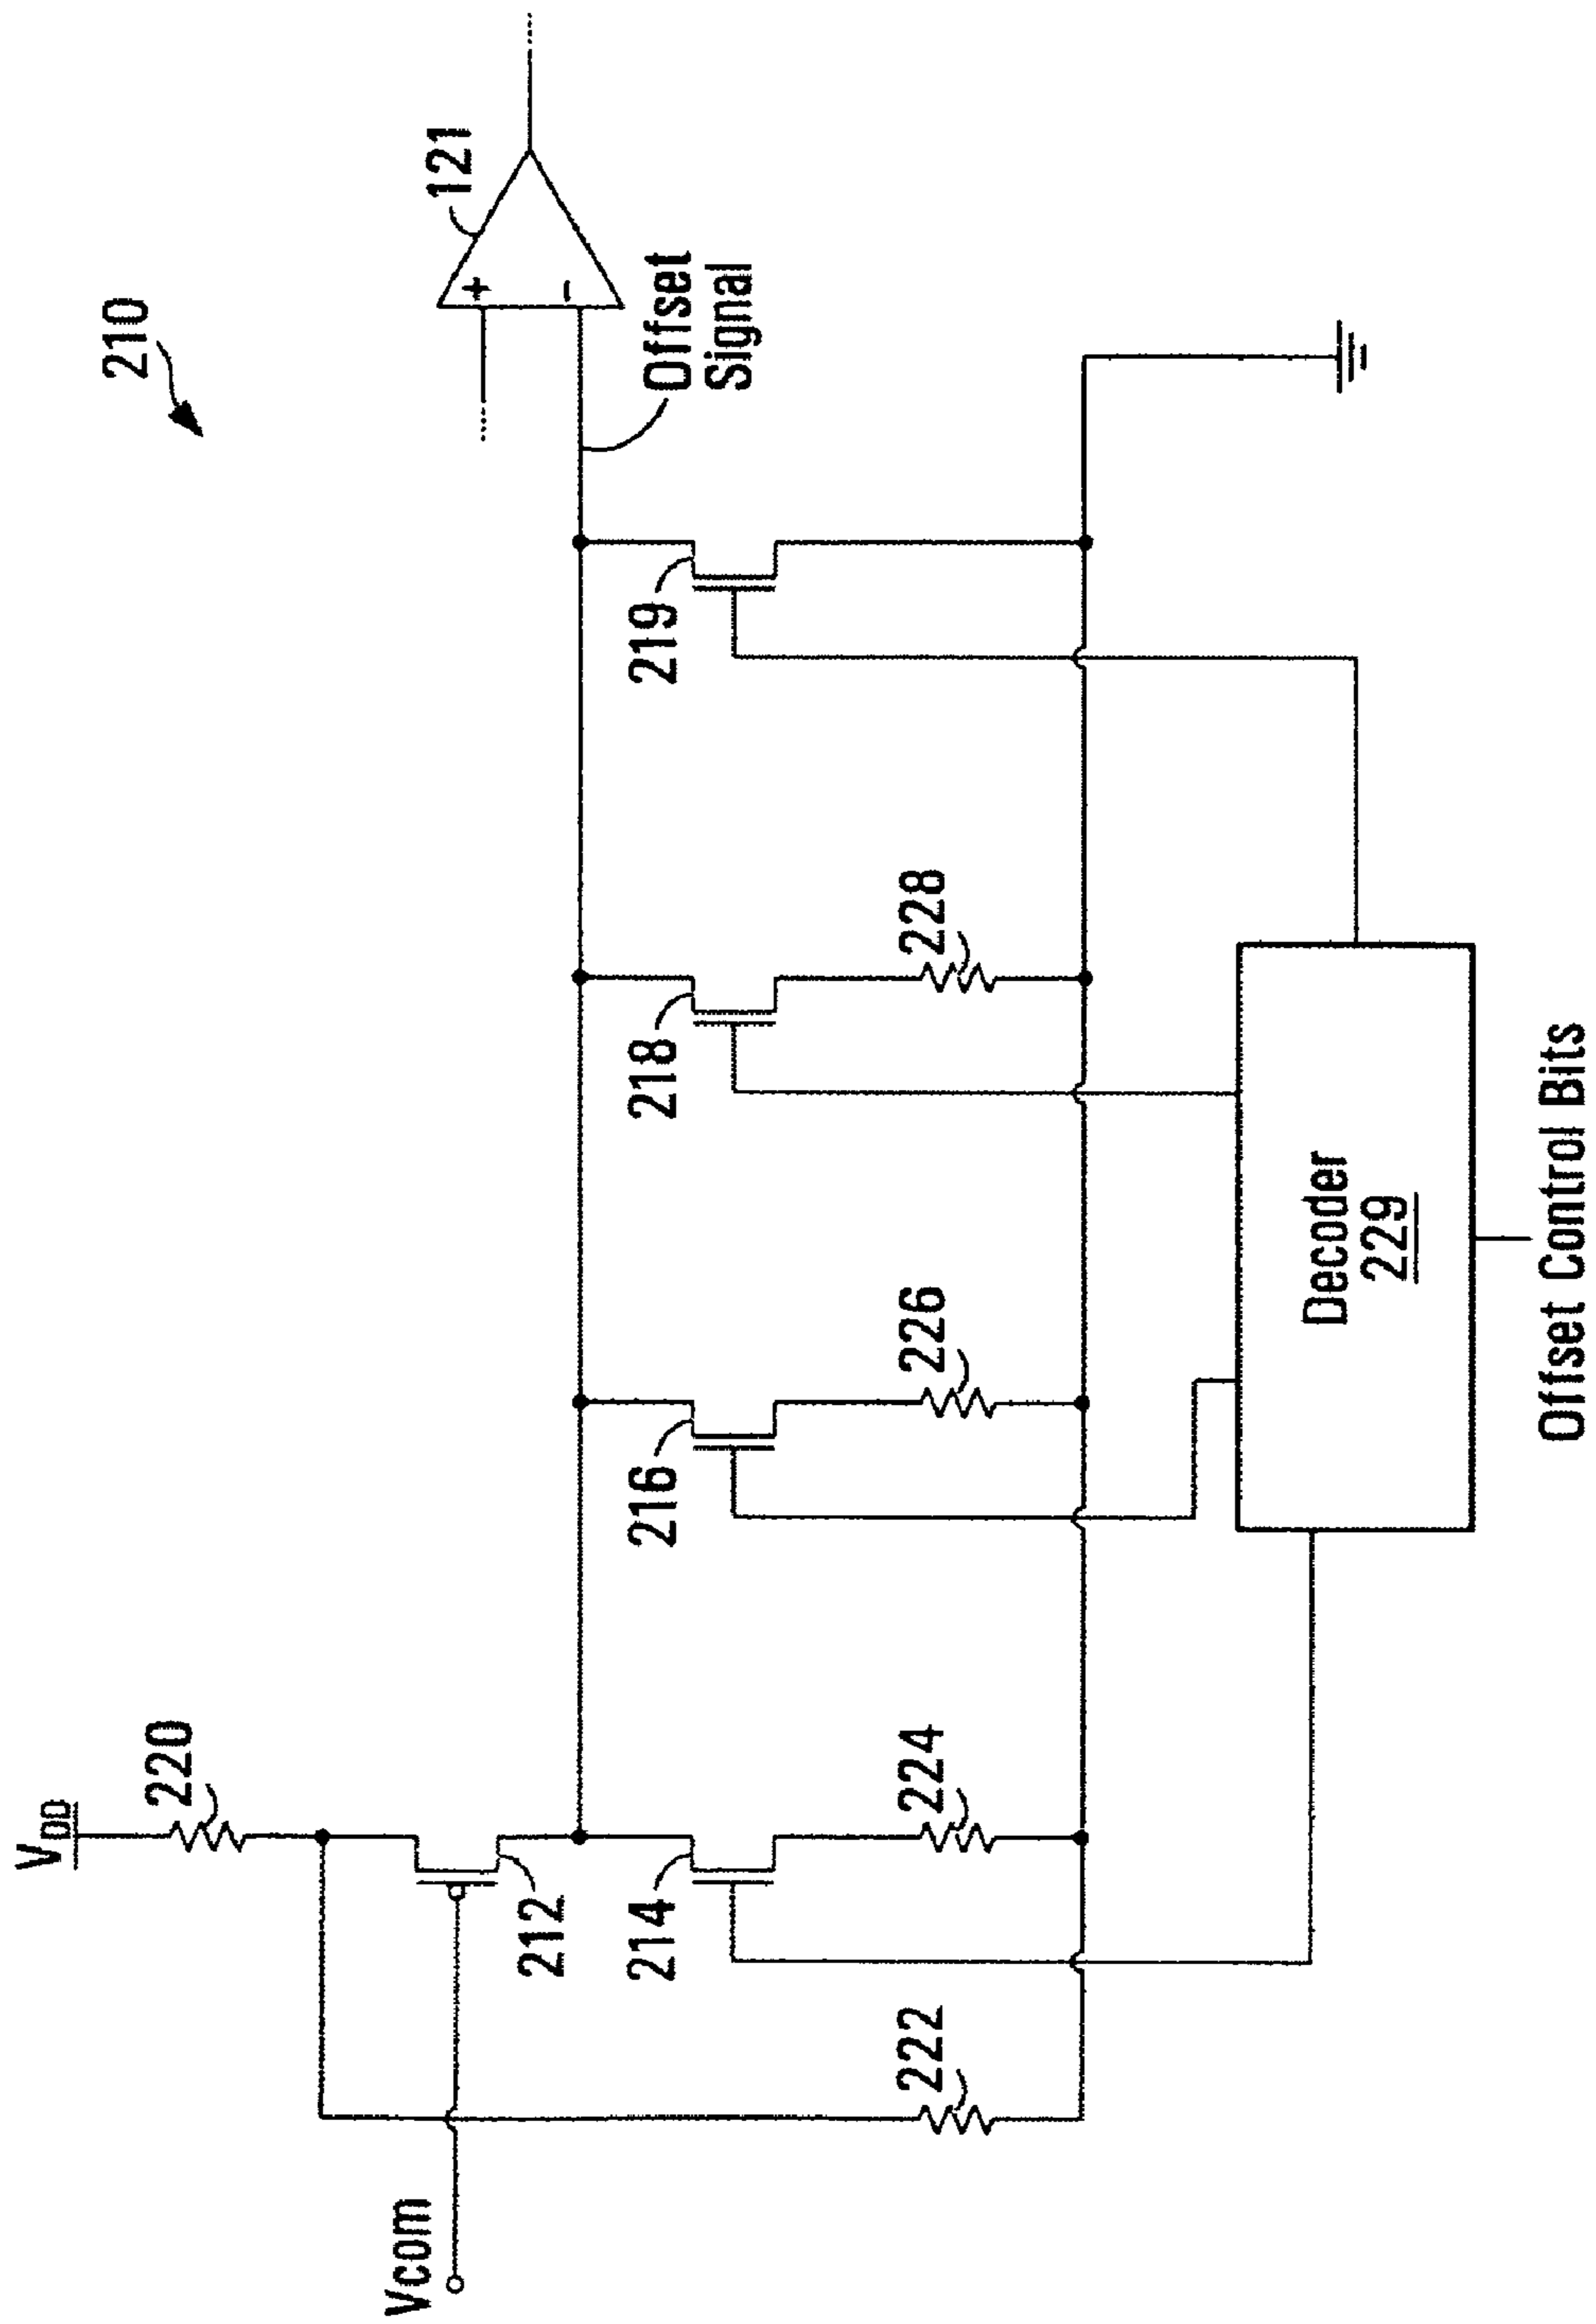 210
121
+
−
Offset
Signal
VDD
220
Vcom
212
214
216
218
219
222
224
226
228
Decoder
229
Offset Control Bits